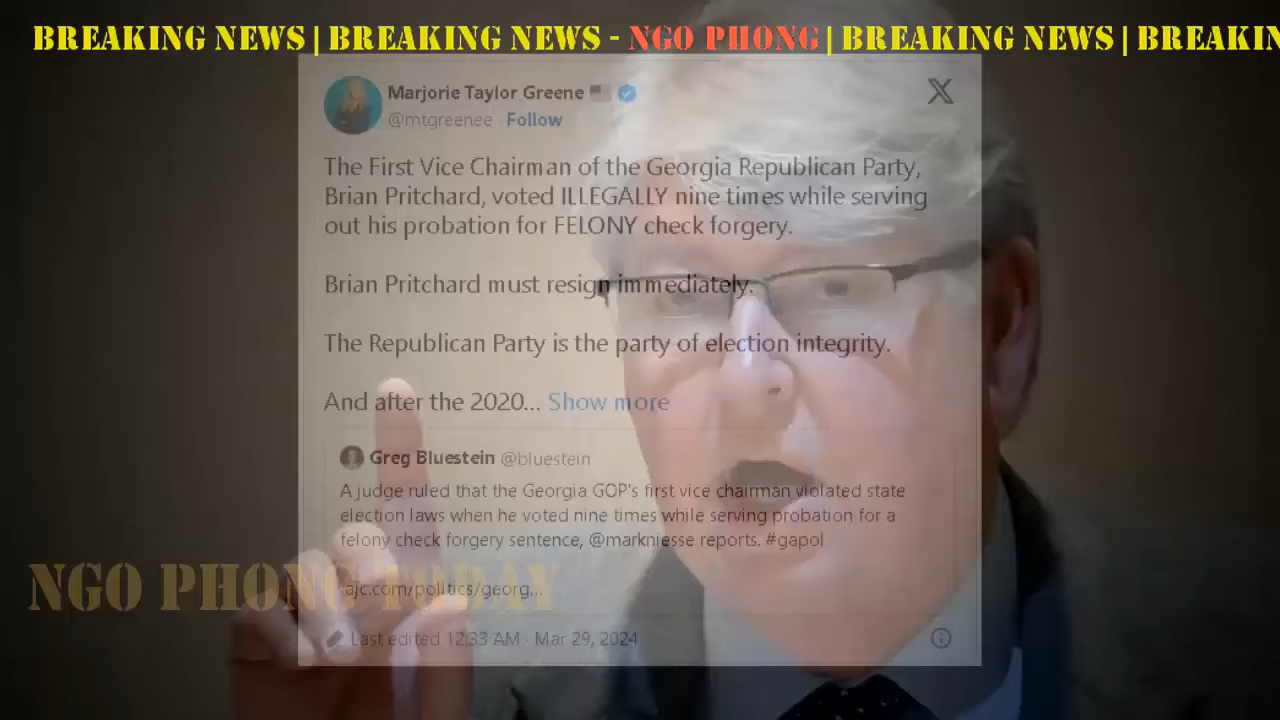 BREAKING NEWS | BREAKING NEWS - NGO PHONG | BREAKING NEWS | BREAKIN
Marjorie Taylor Greene
@mtgreenee · Follow
The First Vice Chairman of the Georgia Republican Party,
Brian Pritchard, voted ILLEGALLY nine times while serving
out his probation for FELONY check forgery.
Brian Pritchard must resign immediately.
The Republican Party is the party of election integrity.
And after the 2020... Show more
Greg Bluestein @bluestein
A judge ruled that the Georgia GOP's first vice chairman violated state
election laws when he voted nine times while serving probation for a
felony check forgery sentence, @markniesse reports. #gapol
ajc.com/politics/georg...
NGO PHONG TODAY
Last edited 12:33 AM · Mar 29, 2024